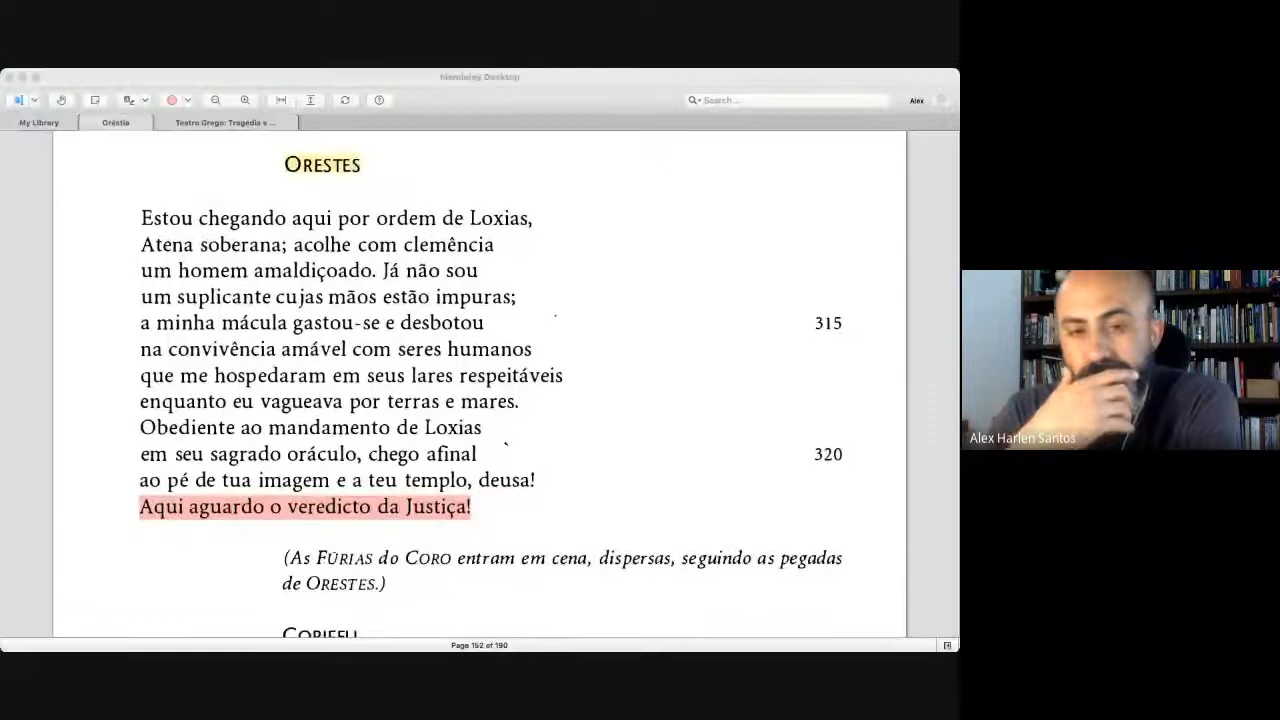 Mendeley Desktop
Search...
Alex
My Library
Oréstia
Teatro Grego: Tragédia e ...
ORESTES
Estou chegando aqui por ordem de Loxias,
Atena soberana; acolhe com clemência
um homem amaldiçoado. Já não sou
um suplicante cujas mãos estão impuras;
a minha mácula gastou-se e desbotou 315
na convivência amável com seres humanos
que me hospedaram em seus lares respeitáveis
enquanto eu vagueava por terras e mares.
Obediente ao mandamento de Loxias
em seu sagrado oráculo, chego afinal 320
ao pé de tua imagem e a teu templo, deusa!
Aqui aguardo o veredicto da Justiça!
(As FÚRIAS do CORO entram em cena, dispersas, seguindo as pegadas
de ORESTES.)
CORIFEU
Page 152 of 190
Alex Harlen Santos